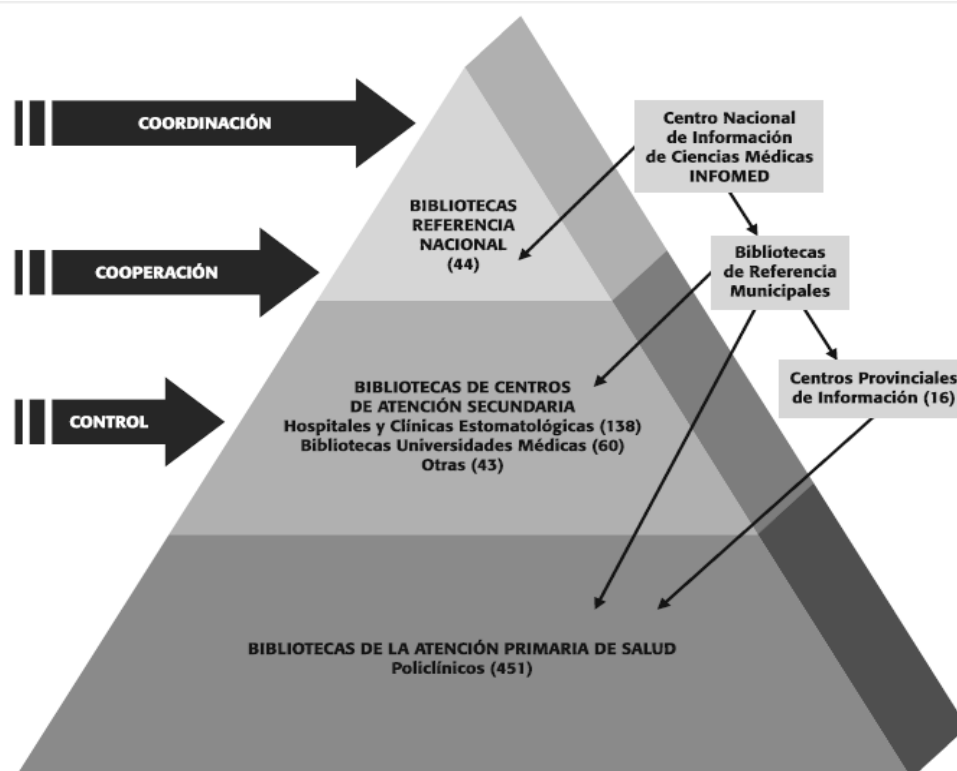 COORDINACIÓN
COOPERACIÓN
CONTROL
BIBLIOTECAS
REFERENCIA
NACIONAL
(44)
BIBLIOTECAS DE CENTROS
DE ATENCIÓN SECUNDARIA
Hospitales y Clínicas Estomatológicas (138)
Bibliotecas Universidades Médicas (60)
Otras (43)
BIBLIOTECAS DE LA ATENCIÓN PRIMARIA DE SALUD
Policlínicos (451)
Centro Nacional
de Información
de Ciencias Médicas
INFOMED
Bibliotecas
de Referencia
Municipales
Centros Provinciales
de Información (16)